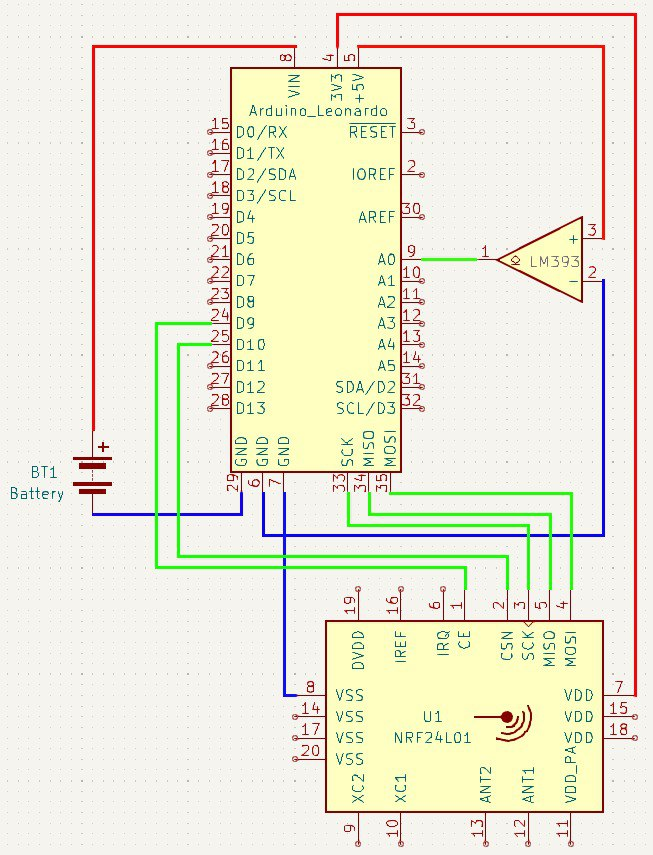 8 4 5
VIN 3V3 +5V
Arduino_Leonardo
15 D0/RX RESET 3
16 D1/TX
17 D2/SDA IOREF 2
18 D3/SCL
19 D4 AREF 30
20 D5
21 D6 A0 9 1
22 D7 A1 10
23 D8 A2 11
24 D9 A3 12
25 D10 A4 13
26 D11 A5 14
27 D12 SDA/D2 31
28 D13 SCL/D3 32
+ 3
LM393
- 2
GND GND GND SCK MISO MOSI
29 6 7 33 34 35
+
BT1
Battery
19 16 6 1 2 3 5 4
DVDD IREF IRQ CE CSN SCK MISO MOSI
8 VSS VDD 7
14 VSS U1 VDD 15
17 VSS NRF24L01 VDD 18
20 VSS
XC2 XC1 ANT2 ANT1 VDD_PA
9 10 13 12 11